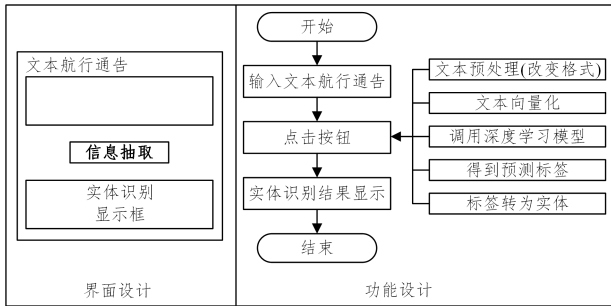 文本航行通告
信息抽取
实体识别
显示框
界面设计
开始
输入文本航行通告
点击按钮
实体识别结果显示
结束
文本预处理(改变格式)
文本向量化
调用深度学习模型
得到预测标签
标签转为实体
功能设计